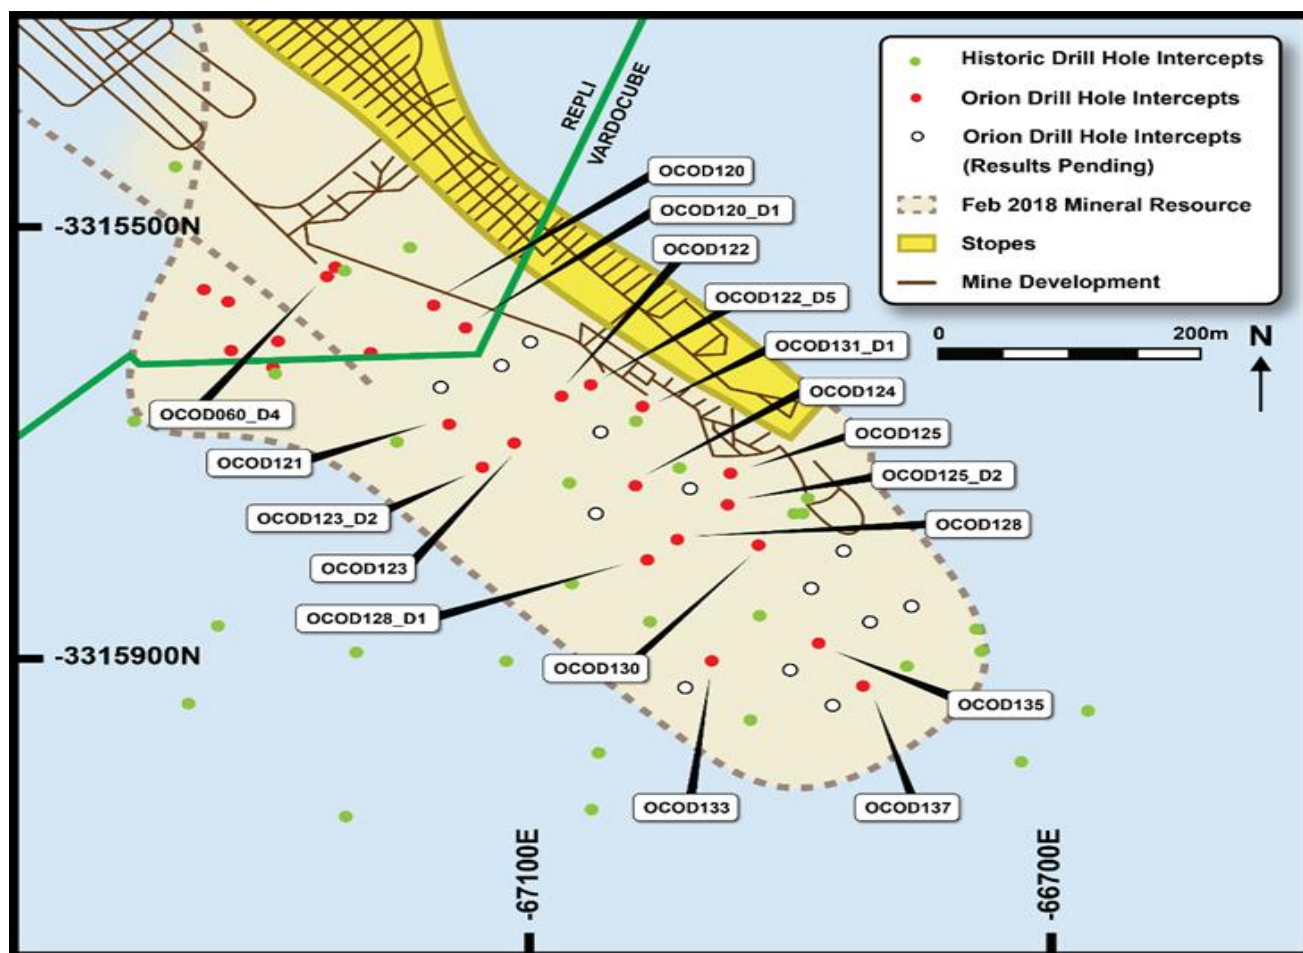 Historic Drill Hole Intercepts
Orion Drill Hole Intercepts
Orion Drill Hole Intercepts
(Results Pending)
Feb 2018 Mineral Resource
Stopes
Mine Development
0
200m
N
REPLI
VARDOCUBE
-3315500N
-3315900N
OCOD120
OCOD120_D1
OCOD122
OCOD122_D5
OCOD131_D1
OCOD124
OCOD125
OCOD125_D2
OCOD128
OCOD060_D4
OCOD121
OCOD123_D2
OCOD123
OCOD128_D1
OCOD130
OCOD135
OCOD133
OCOD137
-67100E
-66700E